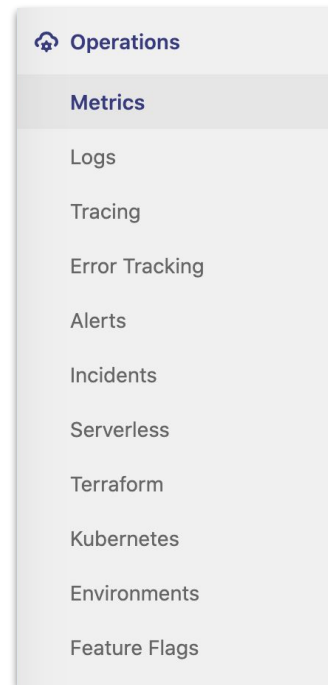 Operations
Metrics
Logs
Tracing
Error Tracking
Alerts
Incidents
Serverless
Terraform
Kubernetes
Environments
Feature Flags